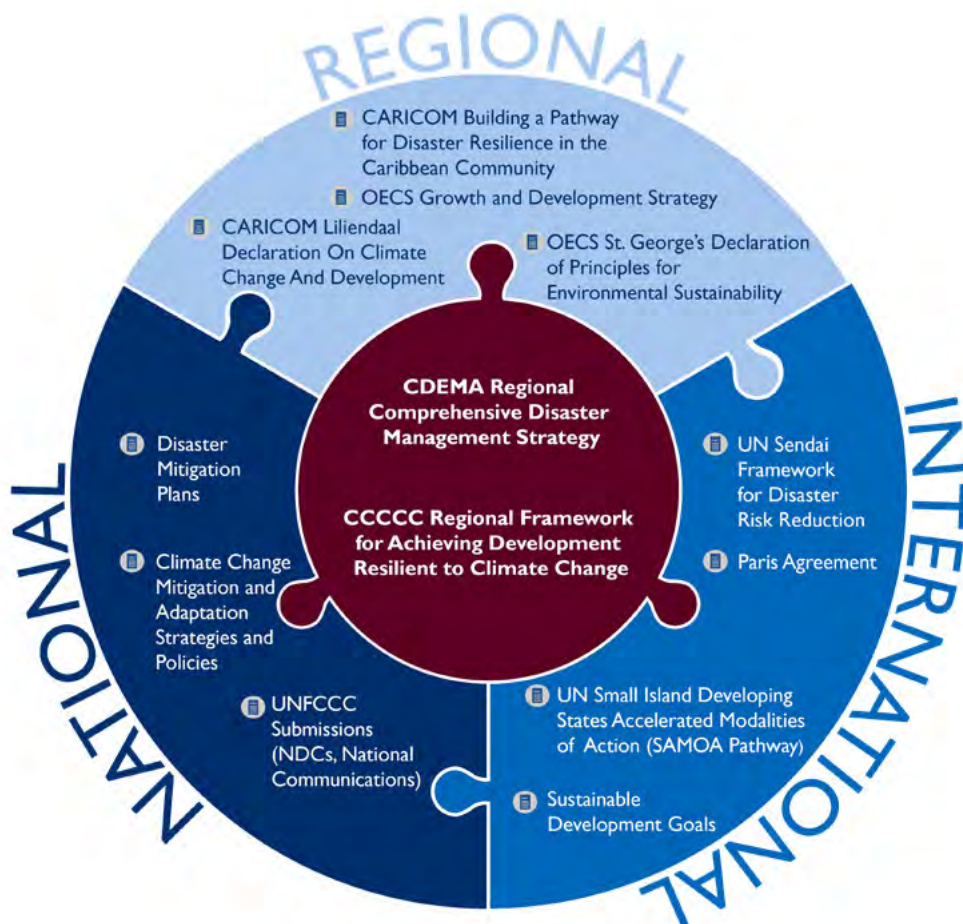 REGIONAL
CARICOM Building a Pathway
for Disaster Resilience in the
Caribbean Community
OECS Growth and Development Strategy
CARICOM Liliendaal
Declaration On Climate
Change And Development
OECS St. George's Declaration
of Principles for
Environmental Sustainability
CDEMA Regional
Comprehensive Disaster
Management Strategy
CCCCC Regional Framework
for Achieving Development
Resilient to Climate Change
NATIONAL
Disaster
Mitigation
Plans
Climate Change
Mitigation and
Adaptation
Strategies and
Policies
UNFCCC
Submissions
(NDCs, National
Communications)
INTERNATIONAL
UN Sendai
Framework
for Disaster
Risk Reduction
Paris Agreement
UN Small Island Developing
States Accelerated Modalities
of Action (SAMOA Pathway)
Sustainable
Development Goals